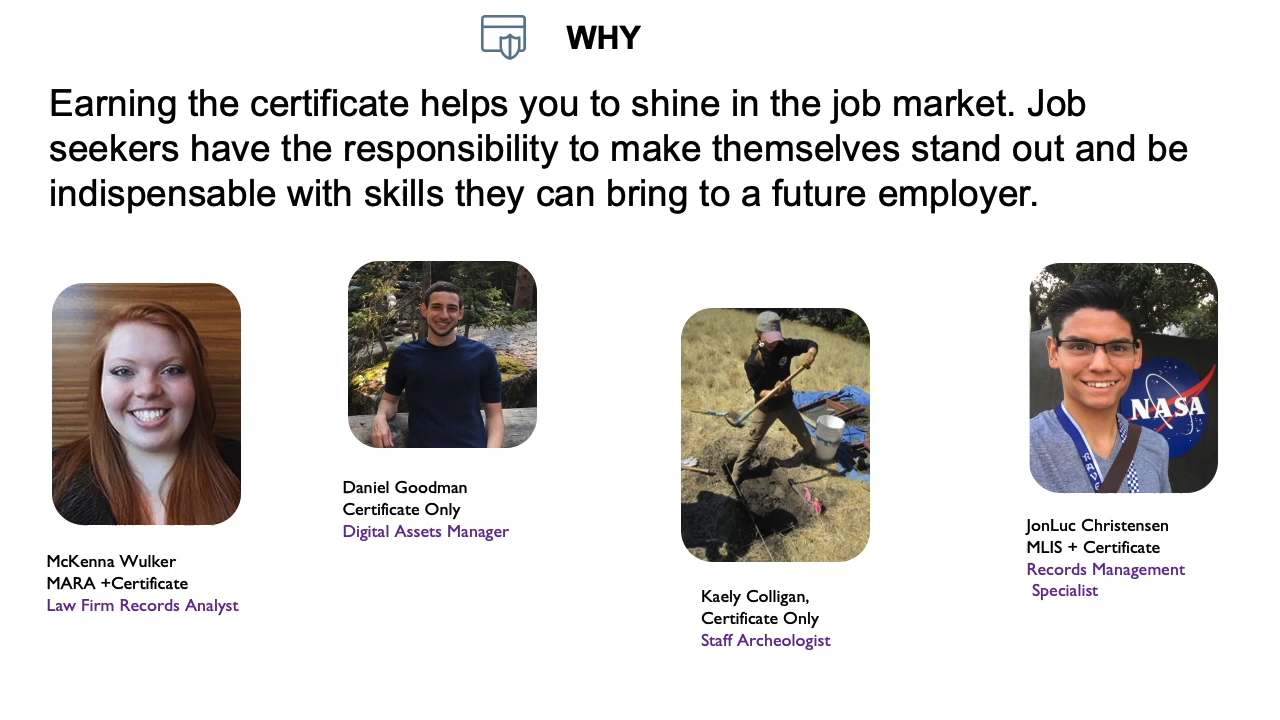 WHY
Earning the certificate helps you to shine in the job market. Job
seekers have the responsibility to make themselves stand out and be
indispensable with skills they can bring to a future employer.
McKenna Wulker
MARA +Certificate
Law Firm Records Analyst
Daniel Goodman
Certificate Only
Digital Assets Manager
Kaely Colligan,
Certificate Only
Staff Archeologist
NASA
JonLuc Christensen
MLIS + Certificate
Records Management
Specialist